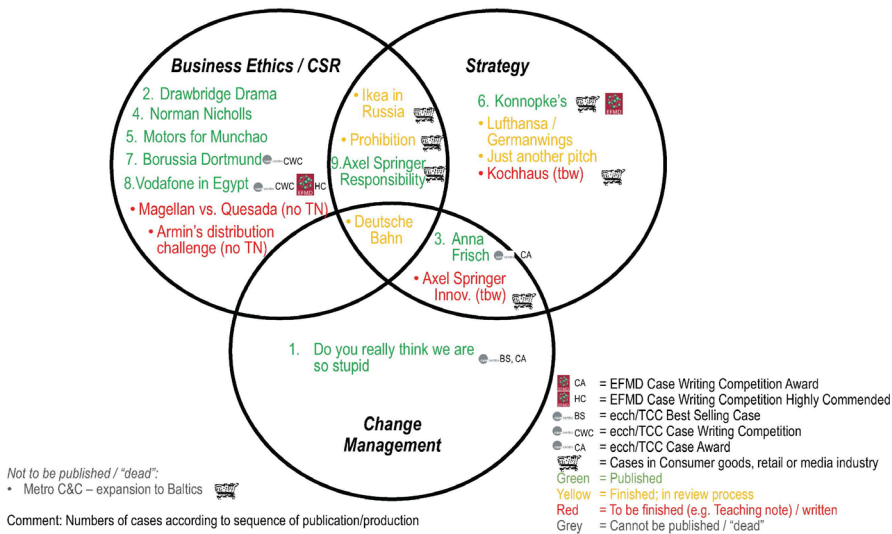 Business Ethics / CSR
2. Drawbridge Drama
4. Norman Nicholls
5. Motors for Munchao
7. Borussia Dortmund CWC
8.Vodafone in Egypt CWC EFMD HC
• Magellan vs. Quesada (no TN)
• Armin's distribution
challenge (no TN)
• Ikea in
Russia
• Prohibition
9.Axel Springer
Responsibility
• Deutsche
Bahn
Strategy
6. Konnopke's EFMD
• Lufthansa /
Germanwings
• Just another pitch
• Kochhaus (tbw)
3. Anna
Frisch CA
• Axel Springer
Innov. (tbw)
1. Do you really think we are
so stupid BS, CA
Change
Management
CA = EFMD Case Writing Competition Award
HC = EFMD Case Writing Competition Highly Commended
BS = ecch/TCC Best Selling Case
CWC = ecch/TCC Case Writing Competition
CA = ecch/TCC Case Award
= Cases in Consumer goods, retail or media industry
Green = Published
Yellow = Finished; in review process
Red = To be finished (e.g. Teaching note) / written
Grey = Cannot be published / "dead"
Not to be published / "dead":
• Metro C&C – expansion to Baltics
Comment: Numbers of cases according to sequence of publication/production